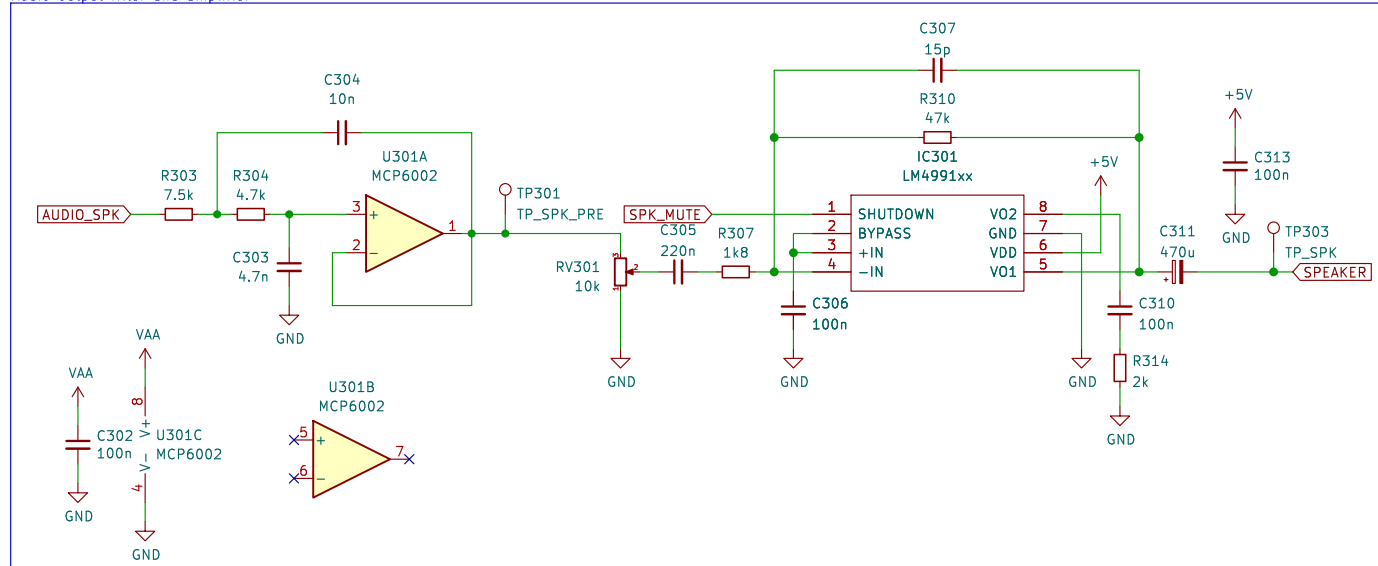 C307
15p
C304
10n
+5V
R310
47k
U301A
MCP6002
IC301
LM4991xx
C313
100n
+5V
R303
7.5k
R304
4.7k
TP301
TP_SPK_PRE
AUDIO_SPK
3
+
1
2
−
SPK_MUTE
1
SHUTDOWN
VO2
8
2
BYPASS
GND
7
3
+IN
VDD
6
4
-IN
VO1
5
C305
220n
R307
1k8
GND
C311
470u
+
TP303
TP_SPK
SPEAKER
C303
4.7n
RV301
10k
3
2
1
C306
100n
C310
100n
GND
R314
2k
GND
GND
GND
GND
VAA
VAA
U301B
MCP6002
C302
100n
8
V+
U301C
MCP6002
V-
4
5
+
7
6
−
GND
GND